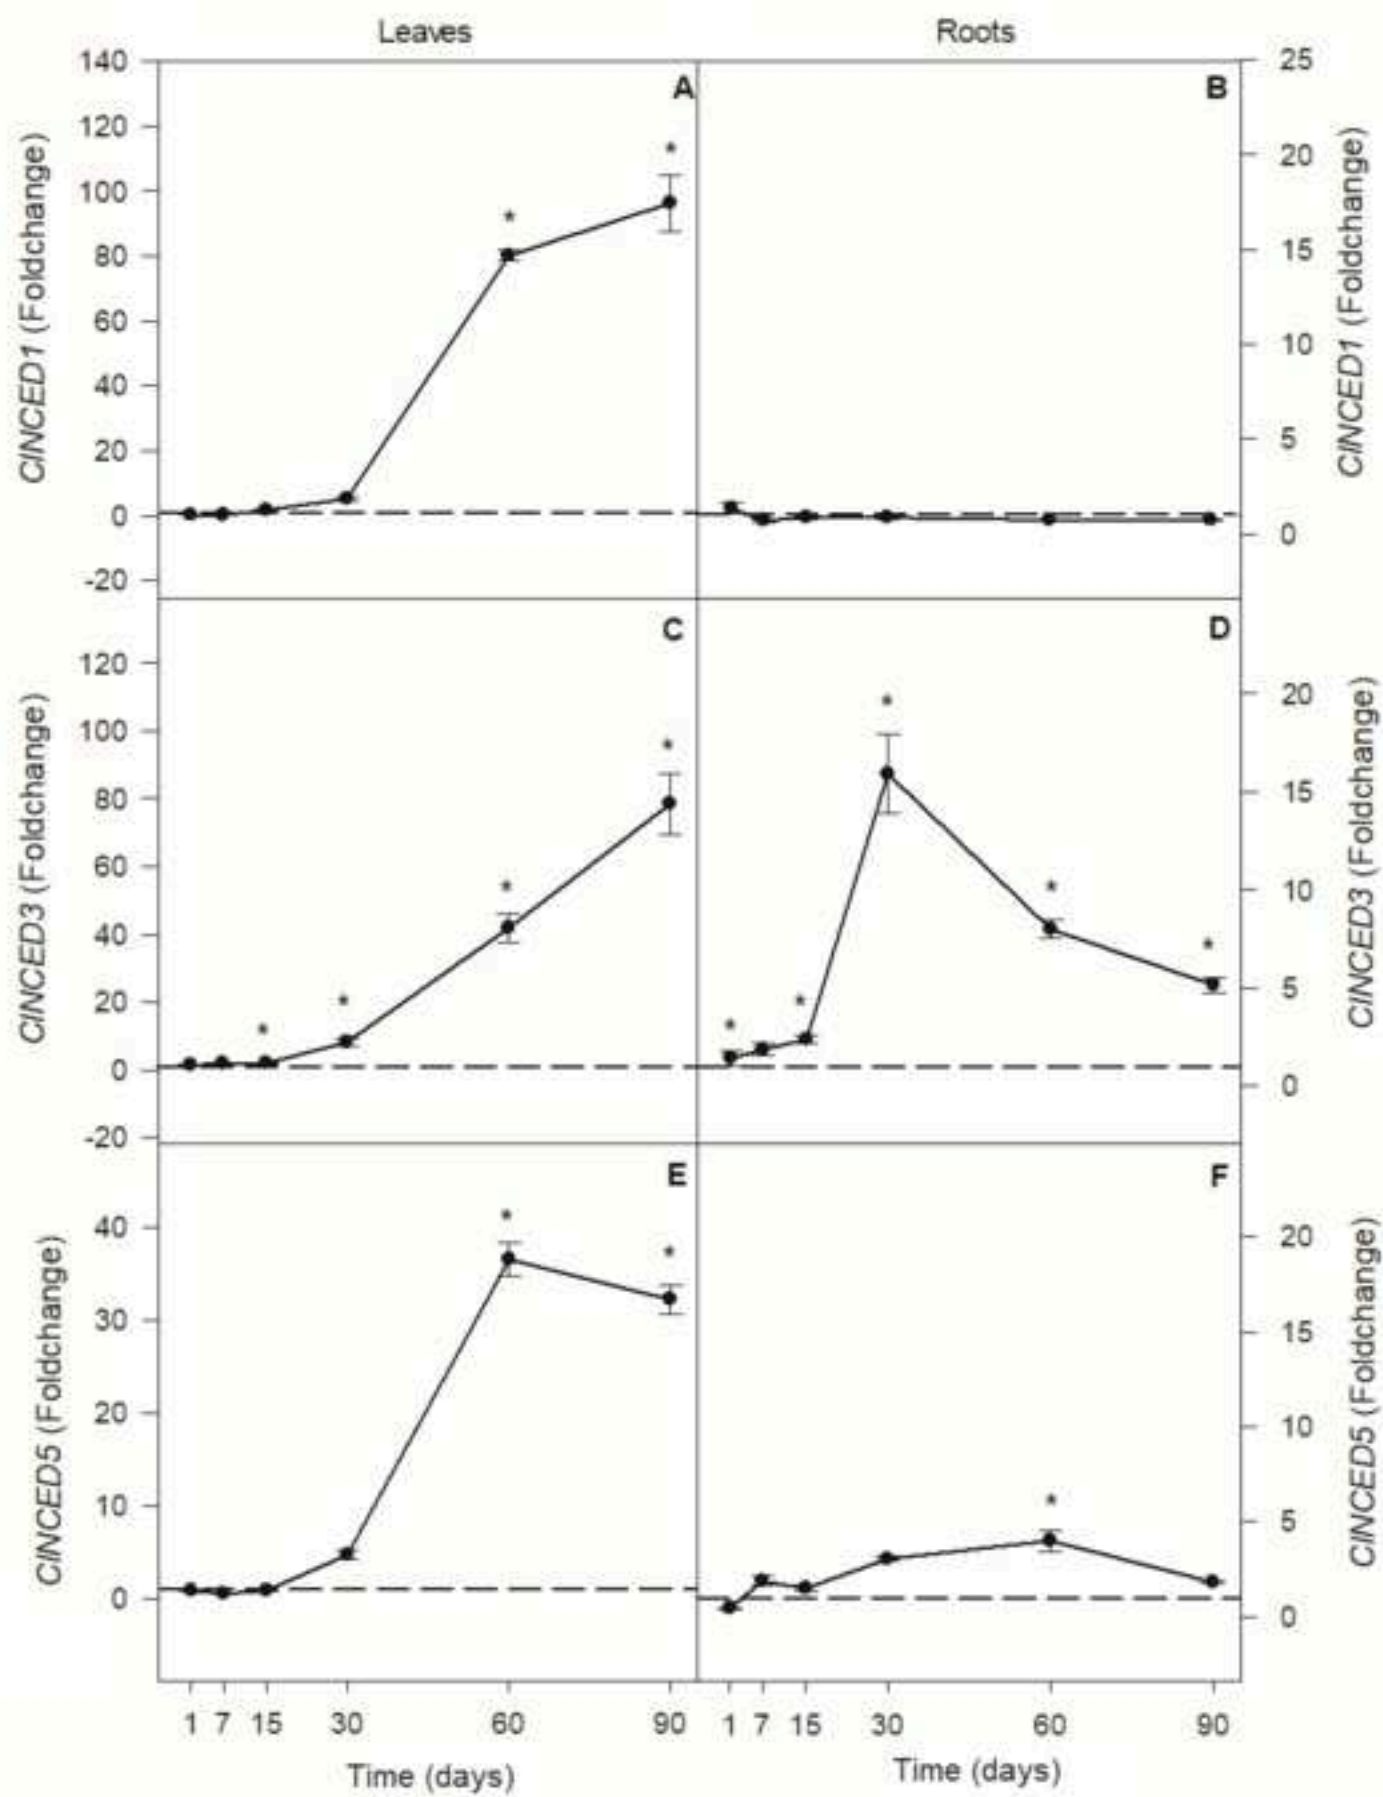 Leaves Roots
140 25
A B
120
* 20
100
*
80 15
60
10
40
20 5
0 0
-20
CINCED1 (Foldchange) CINCED1 (Foldchange)
C D
120
20
*
100
*
80 15
60
* * 10
40
*
20 * * 5
* *
0 0
-20
CINCED3 (Foldchange) CINCED3 (Foldchange)
E F
40 * 20
*
30 15
20 10
10 * 5
0 0
CINCED5 (Foldchange) CINCED5 (Foldchange)
1 7 15 30 60 90 1 7 15 30 60 90
Time (days) Time (days)